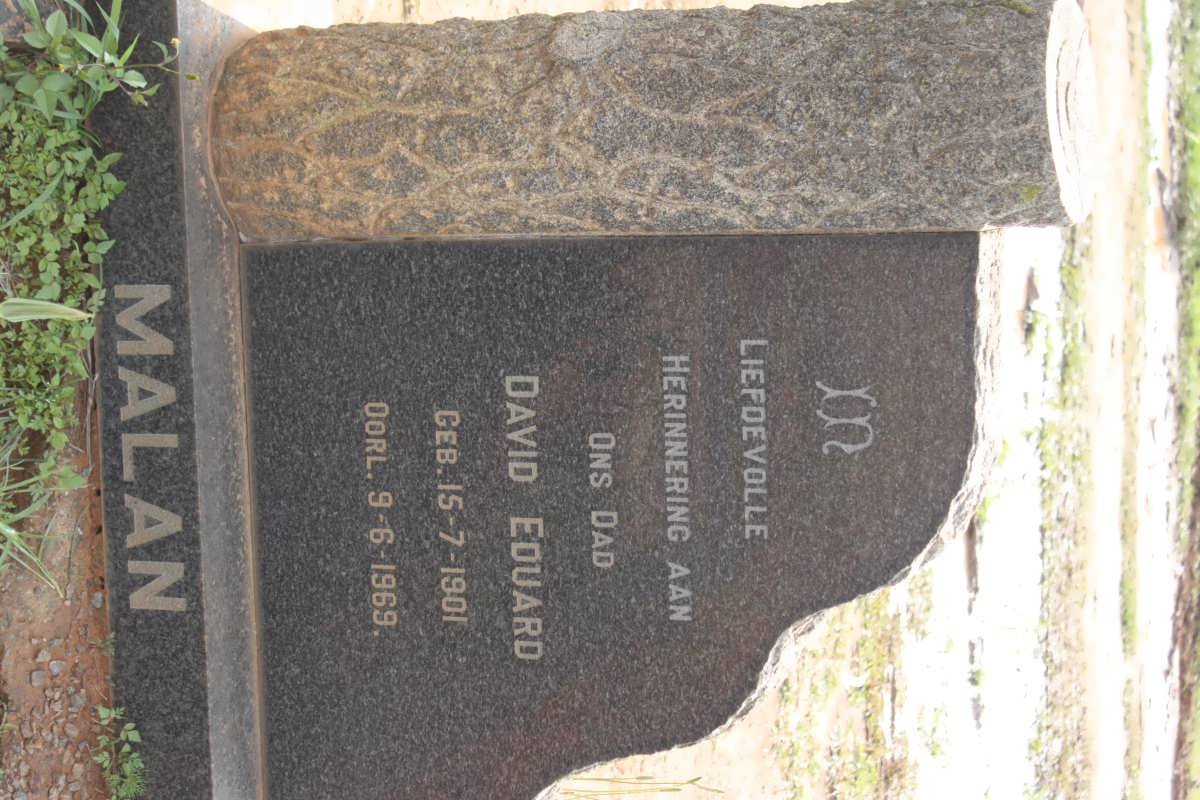 LIEFDEVOLLE
HERINNERING AAN
ONS DAD
DAVID EDUARD
GEB. 15-7-1901
OORL. 9-6-1969.
MALAN